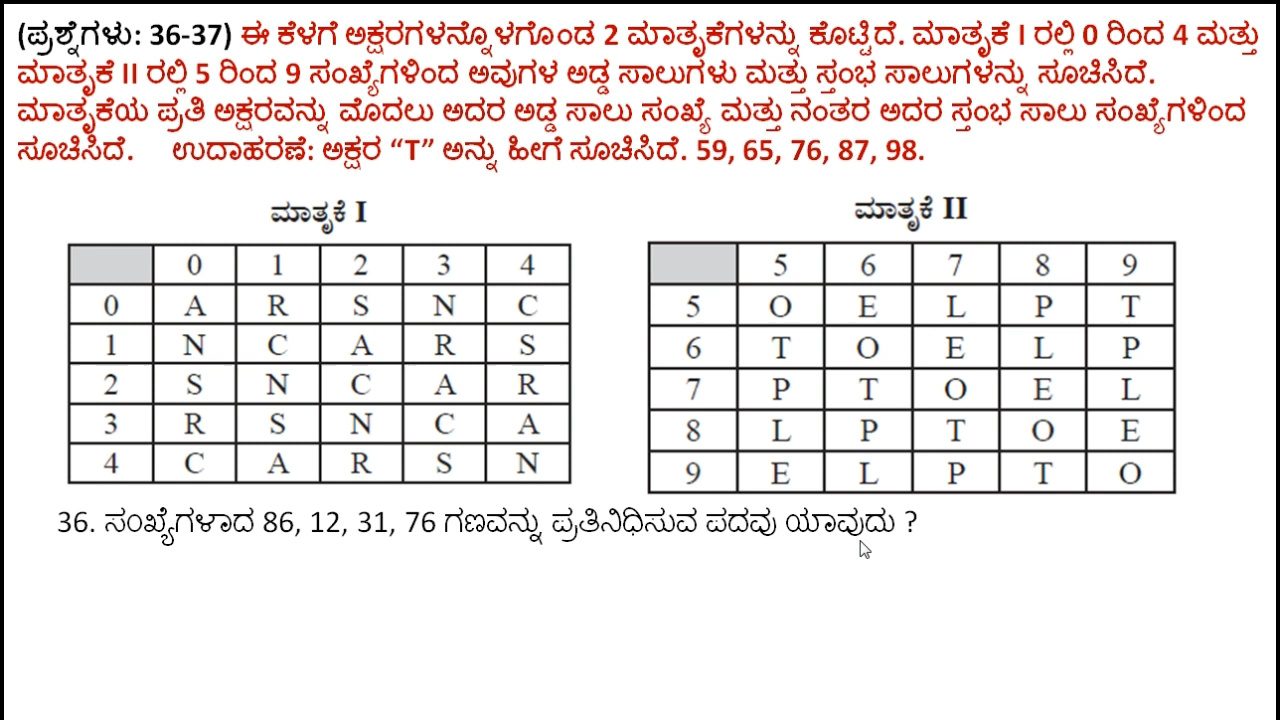 (ಪ್ರಶ್ನೆಗಳು: 36-37) ಈ ಕೆಳಗೆ ಅಕ್ಷರಗಳನ್ನೊಳಗೊಂಡ 2 ಮಾತೃಕೆಗಳನ್ನು ಕೊಟ್ಟಿದೆ. ಮಾತೃಕೆ I ರಲ್ಲಿ 0 ರಿಂದ 4 ಮತ್ತು
ಮಾತೃಕೆ II ರಲ್ಲಿ 5 ರಿಂದ 9 ಸಂಖ್ಯೆಗಳಿಂದ ಅವುಗಳ ಅಡ್ಡ ಸಾಲುಗಳು ಮತ್ತು ಸ್ತಂಭ ಸಾಲುಗಳನ್ನು ಸೂಚಿಸಿದೆ.
ಮಾತೃಕೆಯ ಪ್ರತಿ ಅಕ್ಷರವನ್ನು ಮೊದಲು ಅದರ ಅಡ್ಡ ಸಾಲು ಸಂಖ್ಯೆ ಮತ್ತು ನಂತರ ಅದರ ಸ್ತಂಭ ಸಾಲು ಸಂಖ್ಯೆಗಳಿಂದ
ಸೂಚಿಸಿದೆ. ಉದಾಹರಣೆ: ಅಕ್ಷರ “T” ಅನ್ನು ಹೀಗೆ ಸೂಚಿಸಿದೆ. 59, 65, 76, 87, 98.
ಮಾತೃಕೆ I
0 1 2 3 4
0 A R S N C
1 N C A R S
2 S N C A R
3 R S N C A
4 C A R S N
ಮಾತೃಕೆ II
5 6 7 8 9
5 O E L P T
6 T O E L P
7 P T O E L
8 L P T O E
9 E L P T O
36. ಸಂಖ್ಯೆಗಳಾದ 86, 12, 31, 76 ಗಣವನ್ನು ಪ್ರತಿನಿಧಿಸುವ ಪದವು ಯಾವುದು ?